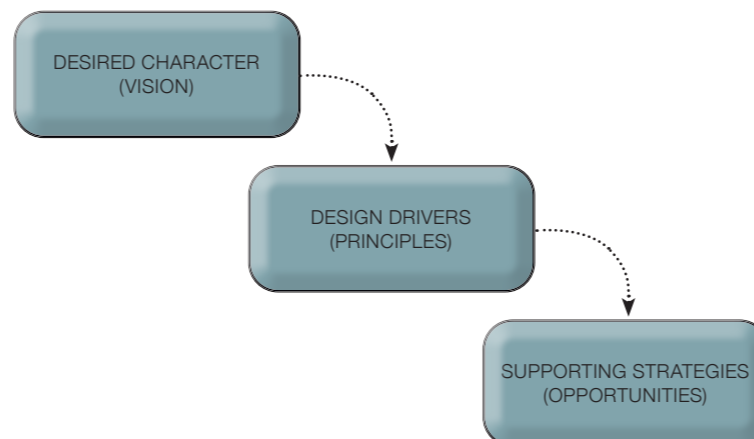 DESIRED CHARACTER
(VISION)
DESIGN DRIVERS
(PRINCIPLES)
SUPPORTING STRATEGIES
(OPPORTUNITIES)